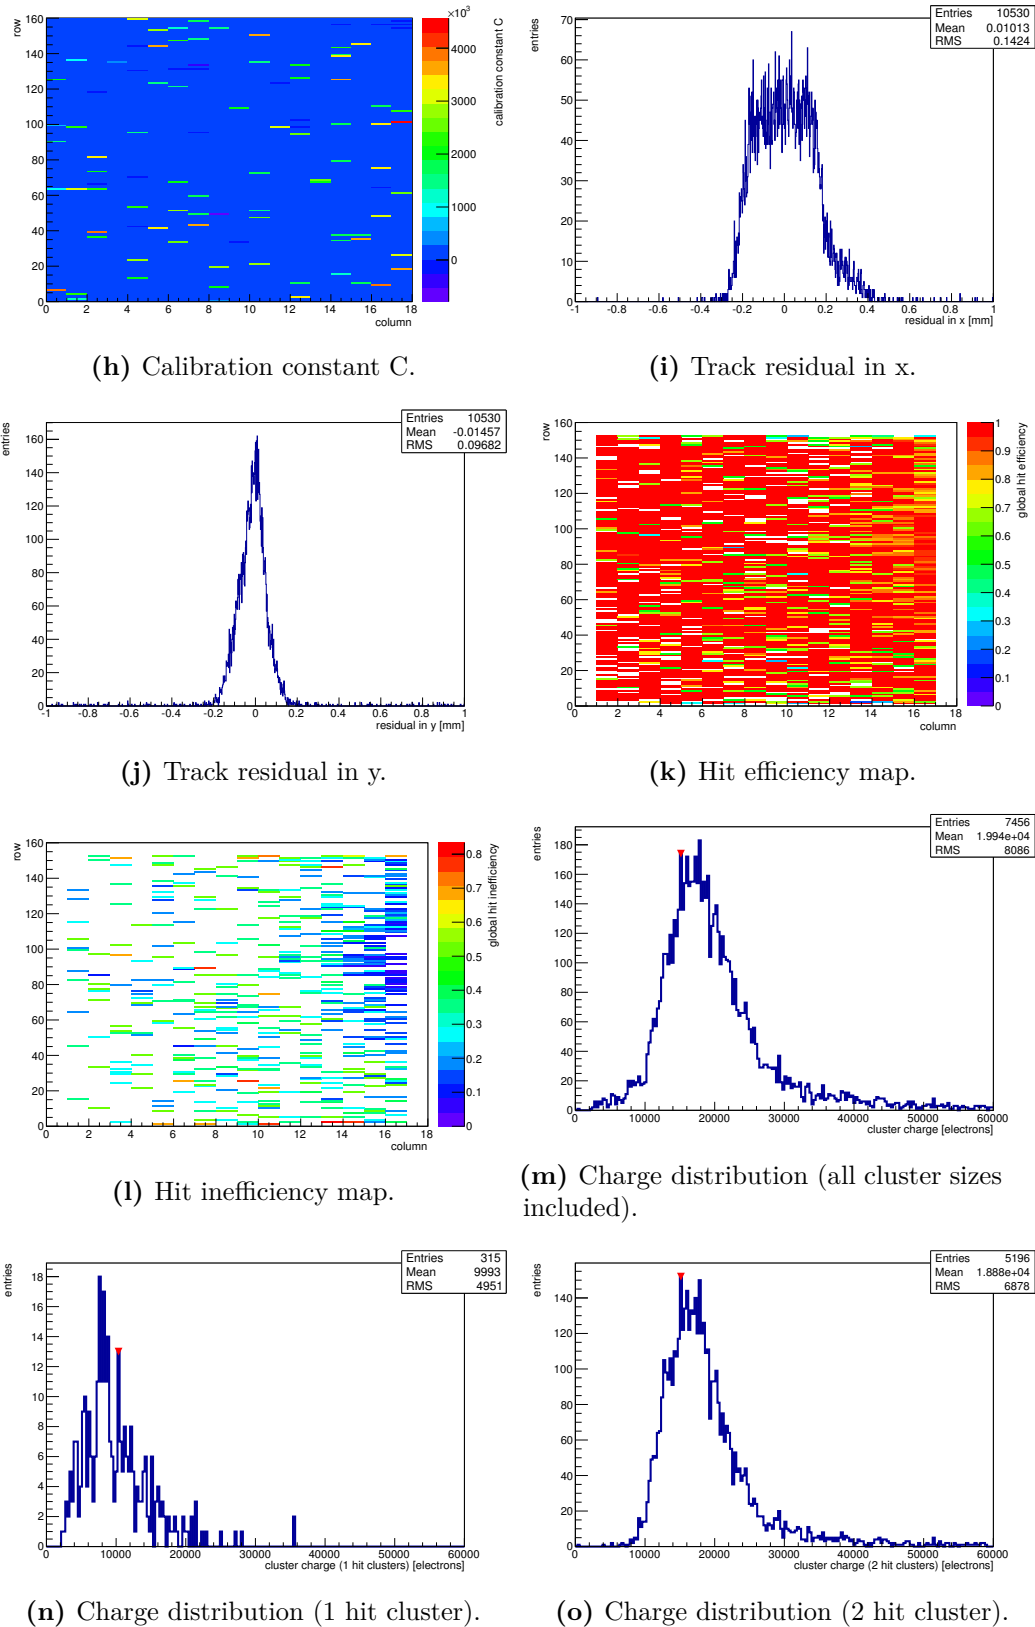 ×10³
row
160
140
120
100
80
60
40
20
0
0 2 4 6 8 10 12 14 16 18
column
4000
3000
2000
1000
0
calibration constant C
(h) Calibration constant C.
Entries 10530
Mean 0.01013
RMS 0.1424
entries
70
60
50
40
30
20
10
0
-1 -0.8 -0.6 -0.4 -0.2 0 0.2 0.4 0.6 0.8 1
residual in x [mm]
(i) Track residual in x.
Entries 10530
Mean -0.01457
RMS 0.09682
entries
160
140
120
100
80
60
40
20
0
-1 -0.8 -0.6 -0.4 -0.2 0 0.2 0.4 0.6 0.8 1
residual in y [mm]
(j) Track residual in y.
row
160
140
120
100
80
60
40
20
0
0 2 4 6 8 10 12 14 16 18
column
1
0.9
0.8
0.7
0.6
0.5
0.4
0.3
0.2
0.1
0
global hit efficiency
(k) Hit efficiency map.
row
160
140
120
100
80
60
40
20
0
0 2 4 6 8 10 12 14 16 18
column
0.8
0.7
0.6
0.5
0.4
0.3
0.2
0.1
0
global hit inefficiency
(l) Hit inefficiency map.
Entries 7456
Mean 1.994e+04
RMS 8086
entries
180
160
140
120
100
80
60
40
20
0
0 10000 20000 30000 40000 50000 60000
cluster charge [electrons]
(m) Charge distribution (all cluster sizes
included).
Entries 315
Mean 9993
RMS 4951
entries
18
16
14
12
10
8
6
4
2
0
0 10000 20000 30000 40000 50000 60000
cluster charge (1 hit clusters) [electrons]
(n) Charge distribution (1 hit cluster).
Entries 5196
Mean 1.888e+04
RMS 6878
entries
140
120
100
80
60
40
20
0
0 10000 20000 30000 40000 50000 60000
cluster charge (2 hit clusters) [electrons]
(o) Charge distribution (2 hit cluster).